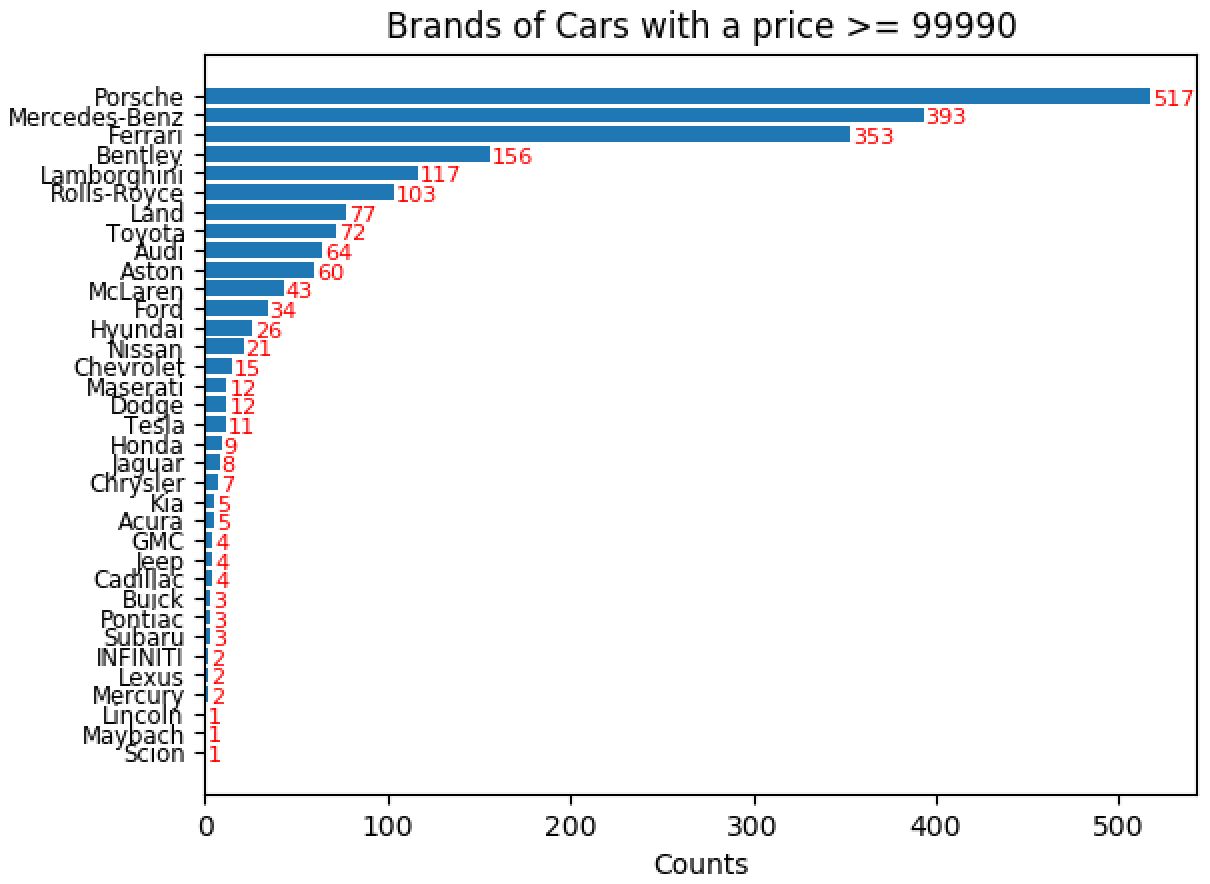 Brands of Cars with a price >= 99990
Porsche 517
Mercedes-Benz 393
Ferrari 353
Bentley 156
Lamborghini 117
Rolls-Royce 103
Land 77
Toyota 72
Audi 64
Aston 60
McLaren 43
Ford 34
Hyundai 26
Nissan 21
Chevrolet 15
Maserati 12
Dodge 12
Tesla 11
Honda 9
Jaguar 8
Chrysler 7
Kia 5
Acura 5
GMC 4
Jeep 4
Cadillac 4
Buick 3
Pontiac 3
Subaru 3
INFINITI 2
Lexus 2
Mercury 2
Lincoln 1
Maybach 1
Scion 1
0 100 200 300 400 500
Counts